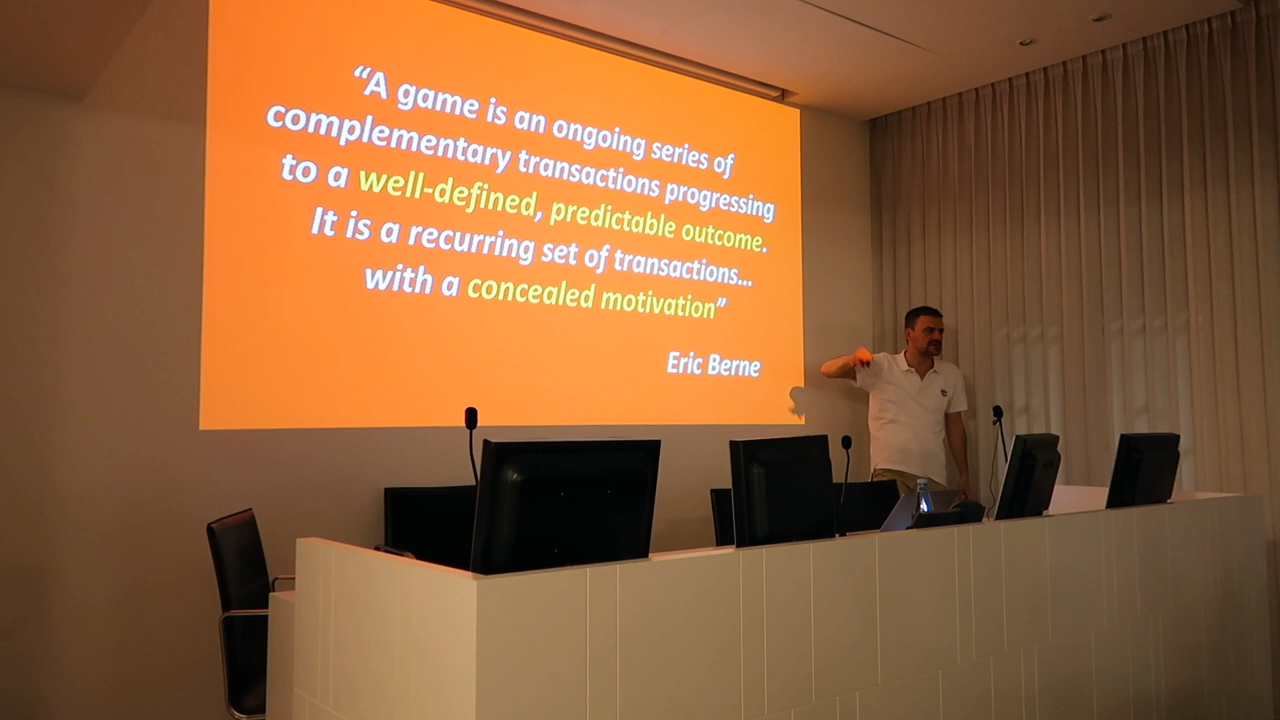 “A game is an ongoing series of
complementary transactions progressing
to a well-defined, predictable outcome.
It is a recurring set of transactions...
with a concealed motivation”
Eric Berne